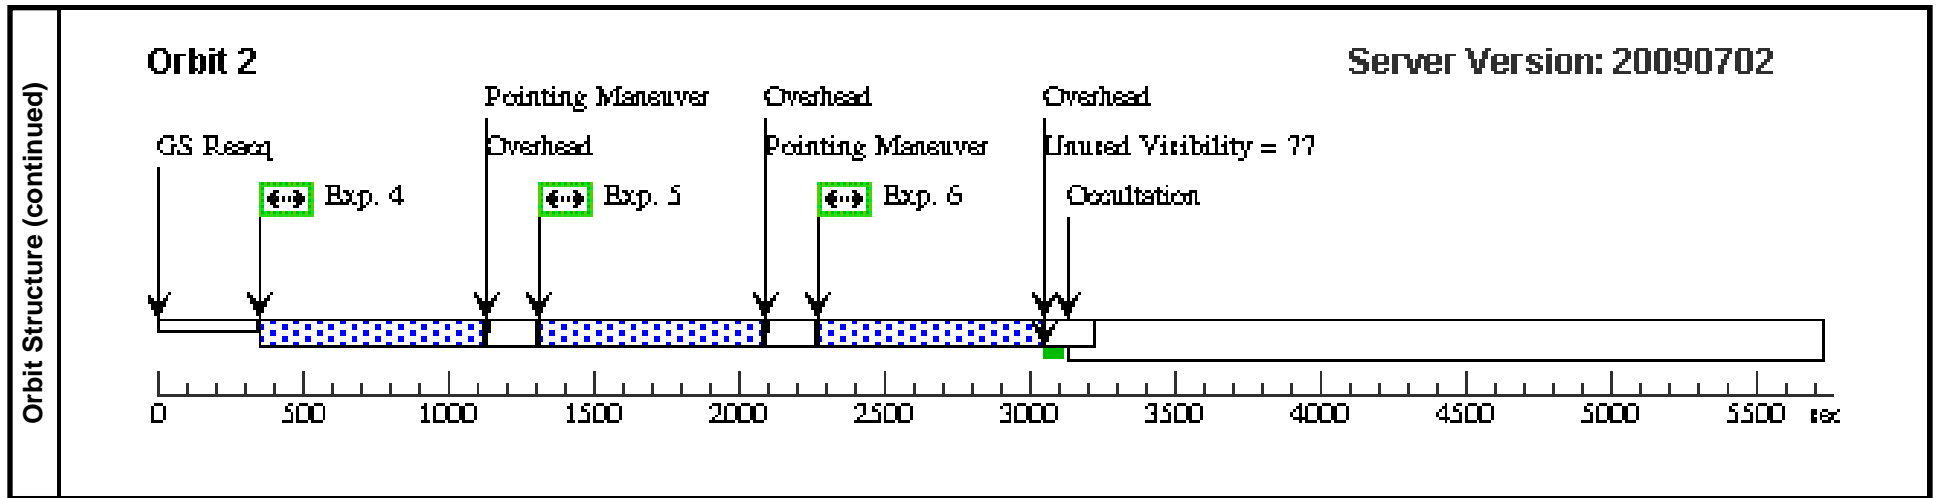 Orbit Structure (continued)
Orbit 2
Server Version: 20090702
Pointing Maneuver
Overhead
Overhead
GS Reacq
Overhead
Pointing Maneuver
Unused Visibility = 77
Exp. 4
Exp. 5
Exp. 6
Occultation
0 500 1000 1500 2000 2500 3000 3500 4000 4500 5000 5500 sec